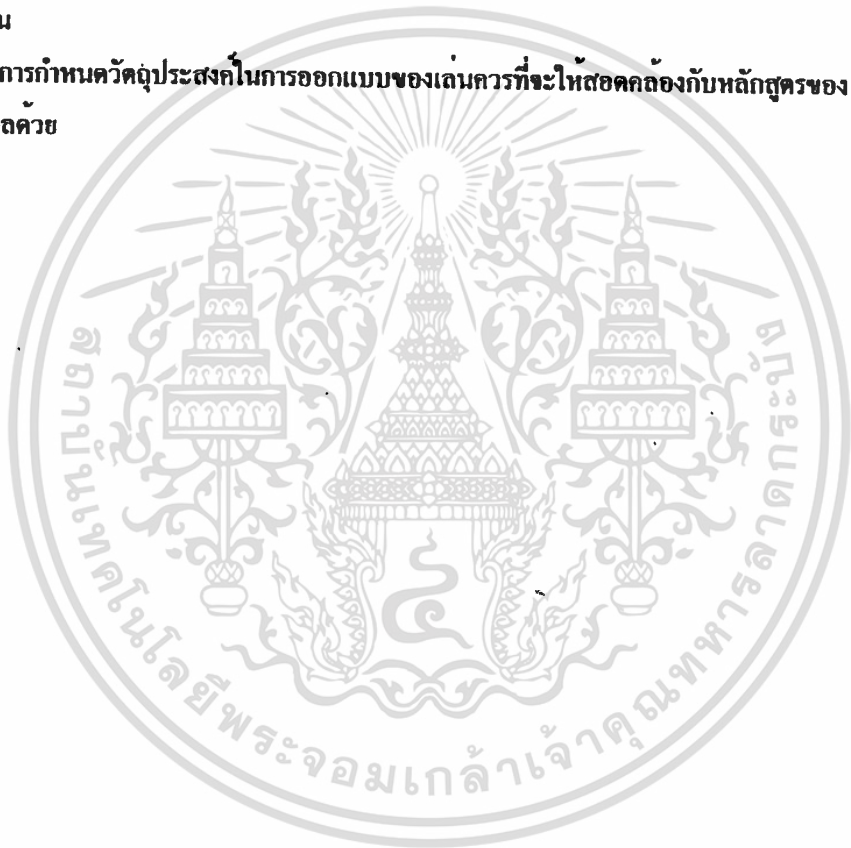 น
การกำหนดวัตถุประสงค์ในการออกแบบของเล่นควรที่จะให้สอดคล้องกับหลักสูตรของ
ลด้วย
สถาบันเทคโนโลยีพระจอมเกล้าเจ้าคุณทหารลาดกระบัง